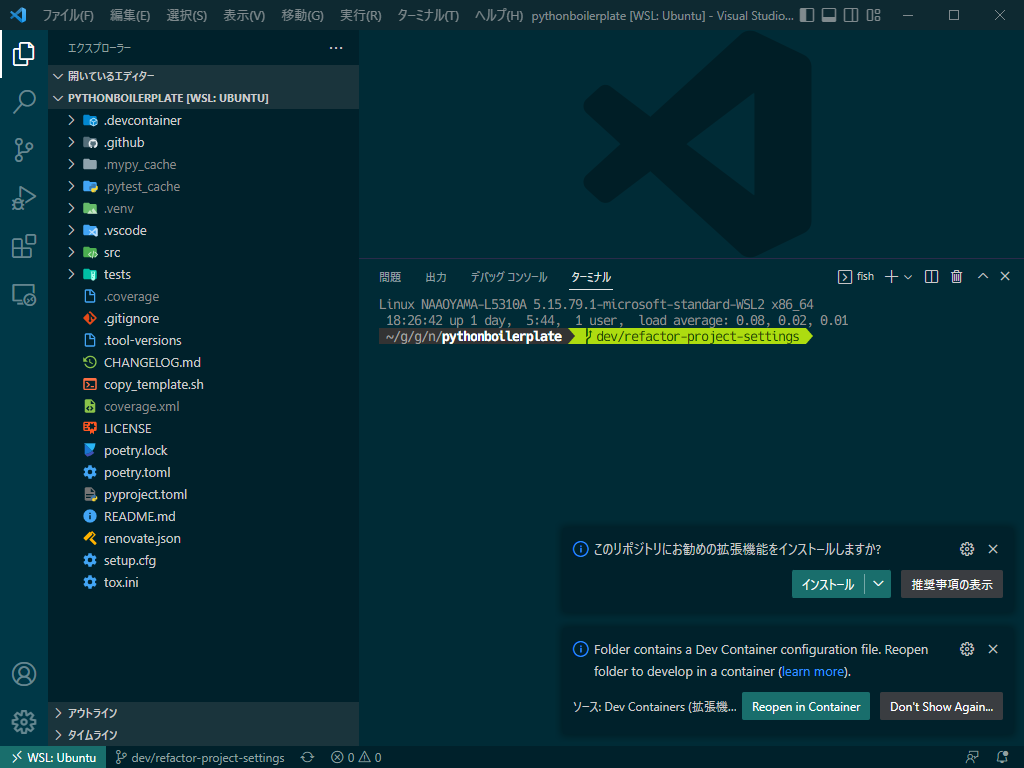 ファイル(F) 編集(E) 選択(S) 表示(V) 移動(G) 実行(R) ターミナル(T) ヘルプ(H) pythonboilerplate [WSL: Ubuntu] - Visual Studio...
エクスプローラー
開いているエディター
PYTHONBOILERPLATE [WSL: UBUNTU]
.devcontainer
.github
.mypy_cache
.pytest_cache
.venv
.vscode
src
tests
.coverage
.gitignore
.tool-versions
CHANGELOG.md
copy_template.sh
coverage.xml
LICENSE
poetry.lock
poetry.toml
pyproject.toml
README.md
renovate.json
setup.cfg
tox.ini
アウトライン
タイムライン
問題 出力 デバッグ コンソール ターミナル fish
Linux NAAOYAMA-L5310A 5.15.79.1-microsoft-standard-WSL2 x86_64
18:26:42 up 1 day,  5:44,  1 user,  load average: 0.08, 0.02, 0.01
~/g/g/n/pythonboilerplate dev/refactor-project-settings
このリポジトリにお勧めの拡張機能をインストールしますか?
インストール 推奨事項の表示
Folder contains a Dev Container configuration file. Reopen
folder to develop in a container (learn more).
ソース: Dev Containers (拡張機... Reopen in Container Don't Show Again...
WSL: Ubuntu dev/refactor-project-settings 0 0